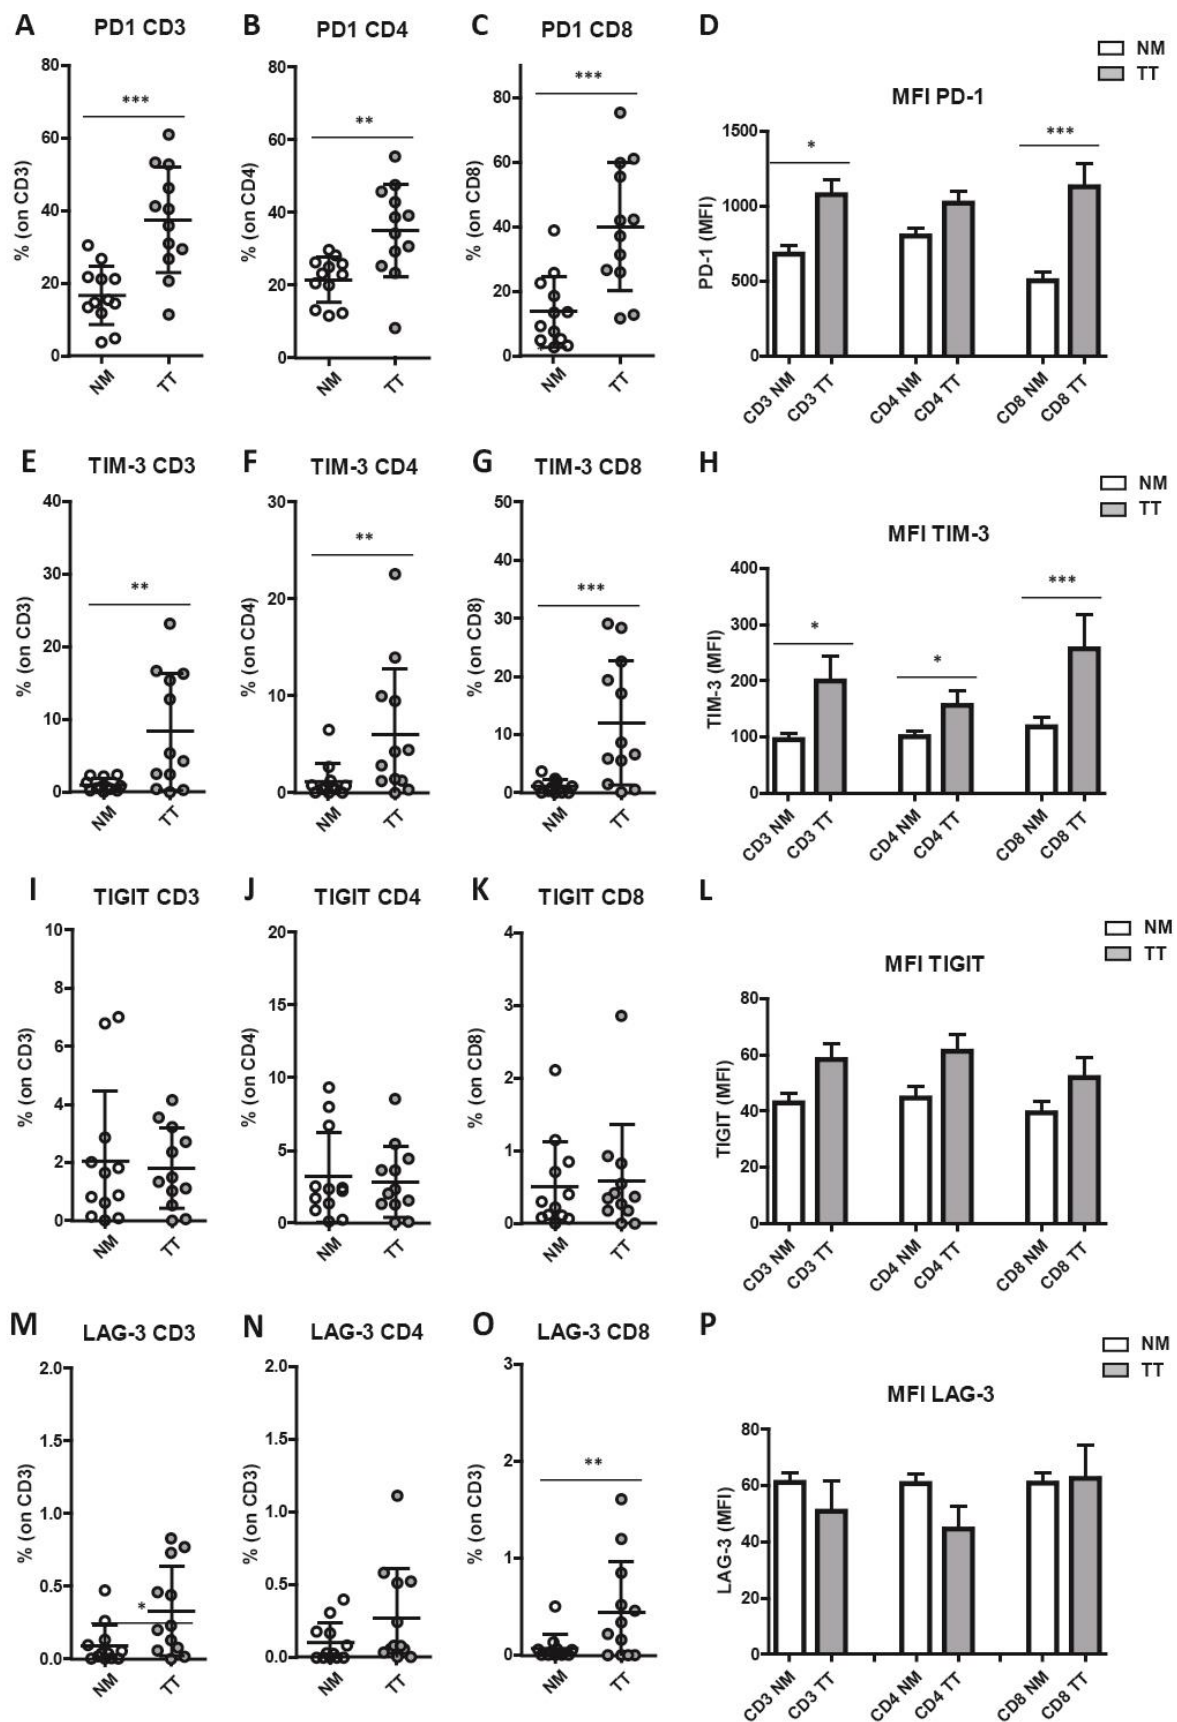 A PD1 CD3
% (on CD3)
80
60
40
20
0
***
NM TT
B PD1 CD4
% (on CD4)
80
60
40
20
0
**
NM TT
C PD1 CD8
% (on CD8)
80
60
40
20
0
***
NM TT
D
NM
TT
MFI PD-1
PD-1 (MFI)
1500
1000
500
0
* ***
CD3 NM CD3 TT CD4 NM CD4 TT CD8 NM CD8 TT
E TIM-3 CD3
% (on CD3)
40
30
20
10
0
**
NM TT
F TIM-3 CD4
% (on CD4)
30
20
10
0
**
NM TT
G TIM-3 CD8
% (on CD8)
50
40
30
20
10
0
***
NM TT
H
NM
TT
MFI TIM-3
TIM-3 (MFI)
400
300
200
100
0
* * ***
CD3 NM CD3 TT CD4 NM CD4 TT CD8 NM CD8 TT
I TIGIT CD3
% (on CD3)
10
8
6
4
2
0
NM TT
J TIGIT CD4
% (on CD4)
20
15
10
5
0
NM TT
K TIGIT CD8
% (on CD8)
4
3
2
1
0
NM TT
L
NM
TT
MFI TIGIT
TIGIT (MFI)
80
60
40
20
0
CD3 NM CD3 TT CD4 NM CD4 TT CD8 NM CD8 TT
M LAG-3 CD3
% (on CD3)
2.0
1.5
1.0
0.5
0.0
*
NM TT
N LAG-3 CD4
% (on CD3)
2.0
1.5
1.0
0.5
0.0
NM TT
O LAG-3 CD8
% (on CD3)
3
2
1
0
**
NM TT
P
NM
TT
MFI LAG-3
LAG-3 (MFI)
80
60
40
20
0
CD3 NM CD3 TT CD4 NM CD4 TT CD8 NM CD8 TT